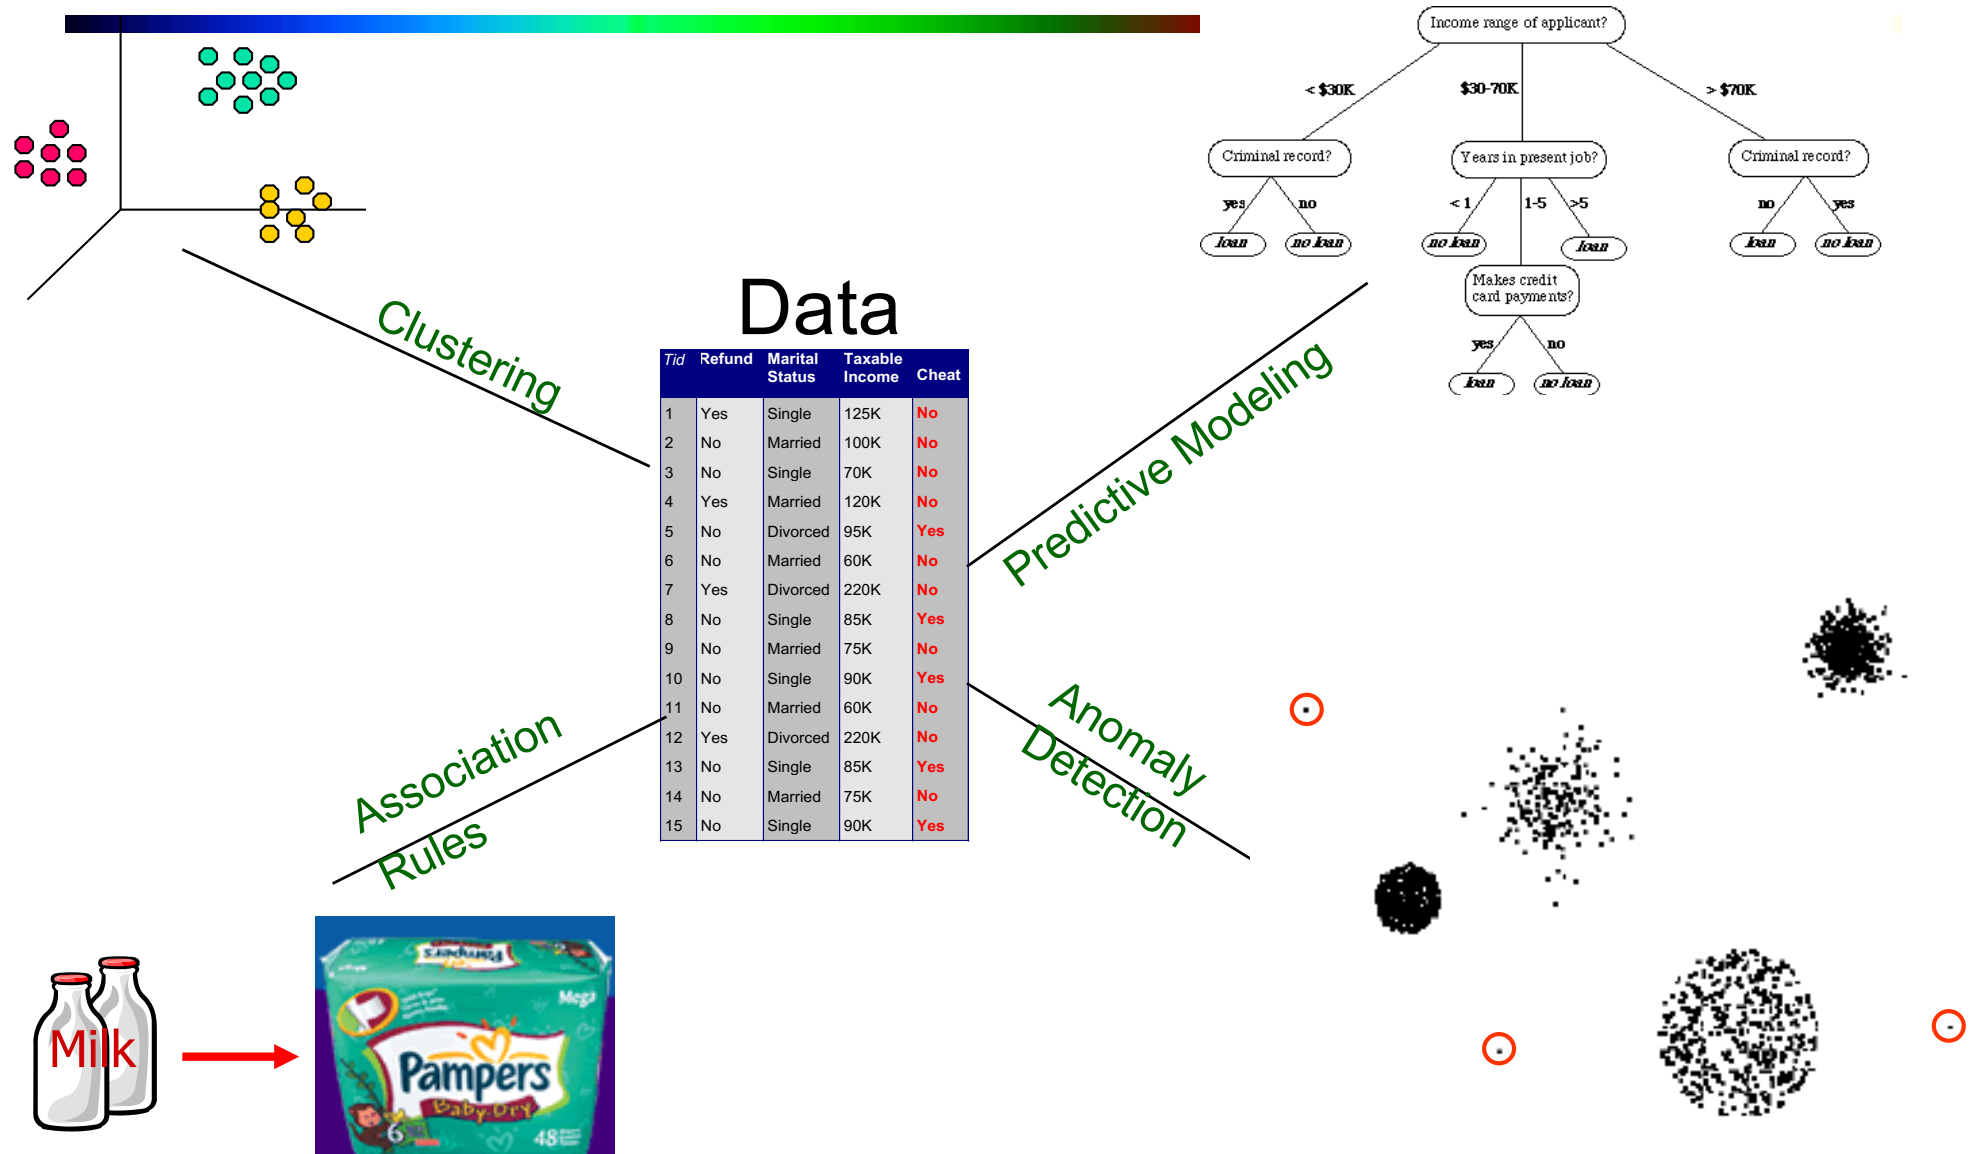 Income range of applicant?
< $30K
$30-70K
> $70K
Criminal record?
Years in present job?
Criminal record?
yes
no
< 1
1-5
>5
no
yes
loan
no loan
no loan
loan
loan
no loan
Makes credit
card payments?
yes
no
loan
no loan
Clustering
Data
Predictive Modeling
Tid Refund Marital Status Taxable Income Cheat
1 Yes Single 125K No
2 No Married 100K No
3 No Single 70K No
4 Yes Married 120K No
5 No Divorced 95K Yes
6 No Married 60K No
7 Yes Divorced 220K No
8 No Single 85K Yes
9 No Married 75K No
10 No Single 90K Yes
11 No Married 60K No
12 Yes Divorced 220K No
13 No Single 85K Yes
14 No Married 75K No
15 No Single 90K Yes
Association
Rules
Anomaly
Detection
Milk
Pampers
Mega
Pampers
Baby-Dry
6
48